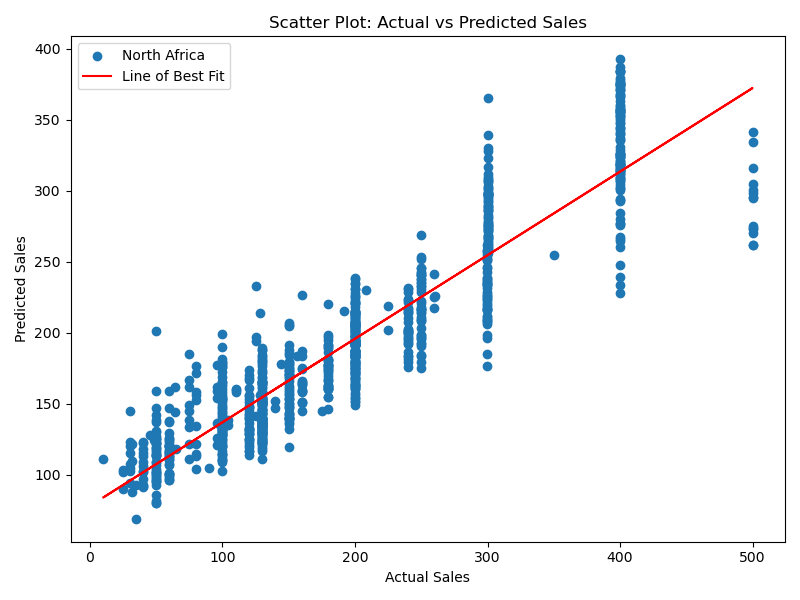 Scatter Plot: Actual vs Predicted Sales
North Africa
Line of Best Fit
400
350
300
250
200
150
100
Predicted Sales
0 100 200 300 400 500
Actual Sales